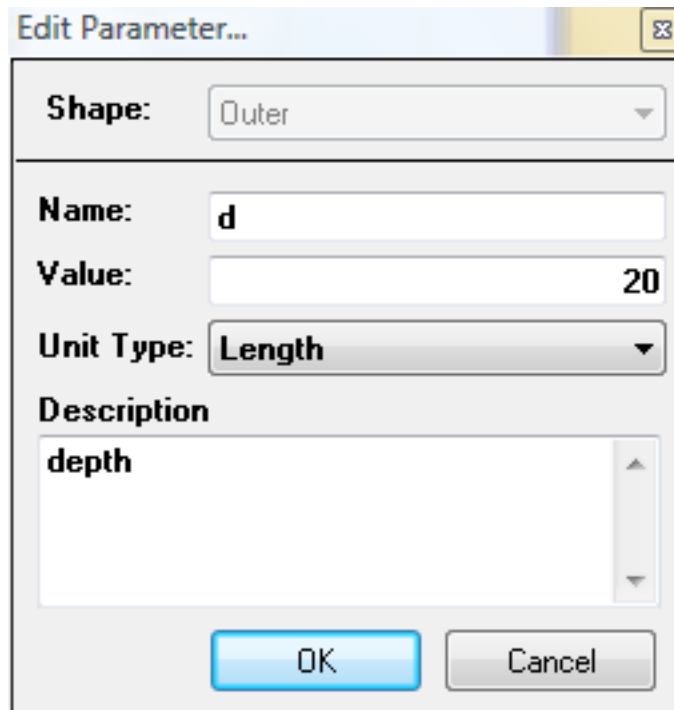 Edit Parameter...
Shape: Outer
Name: d
Value: 20
Unit Type: Length
Description
depth
OK Cancel